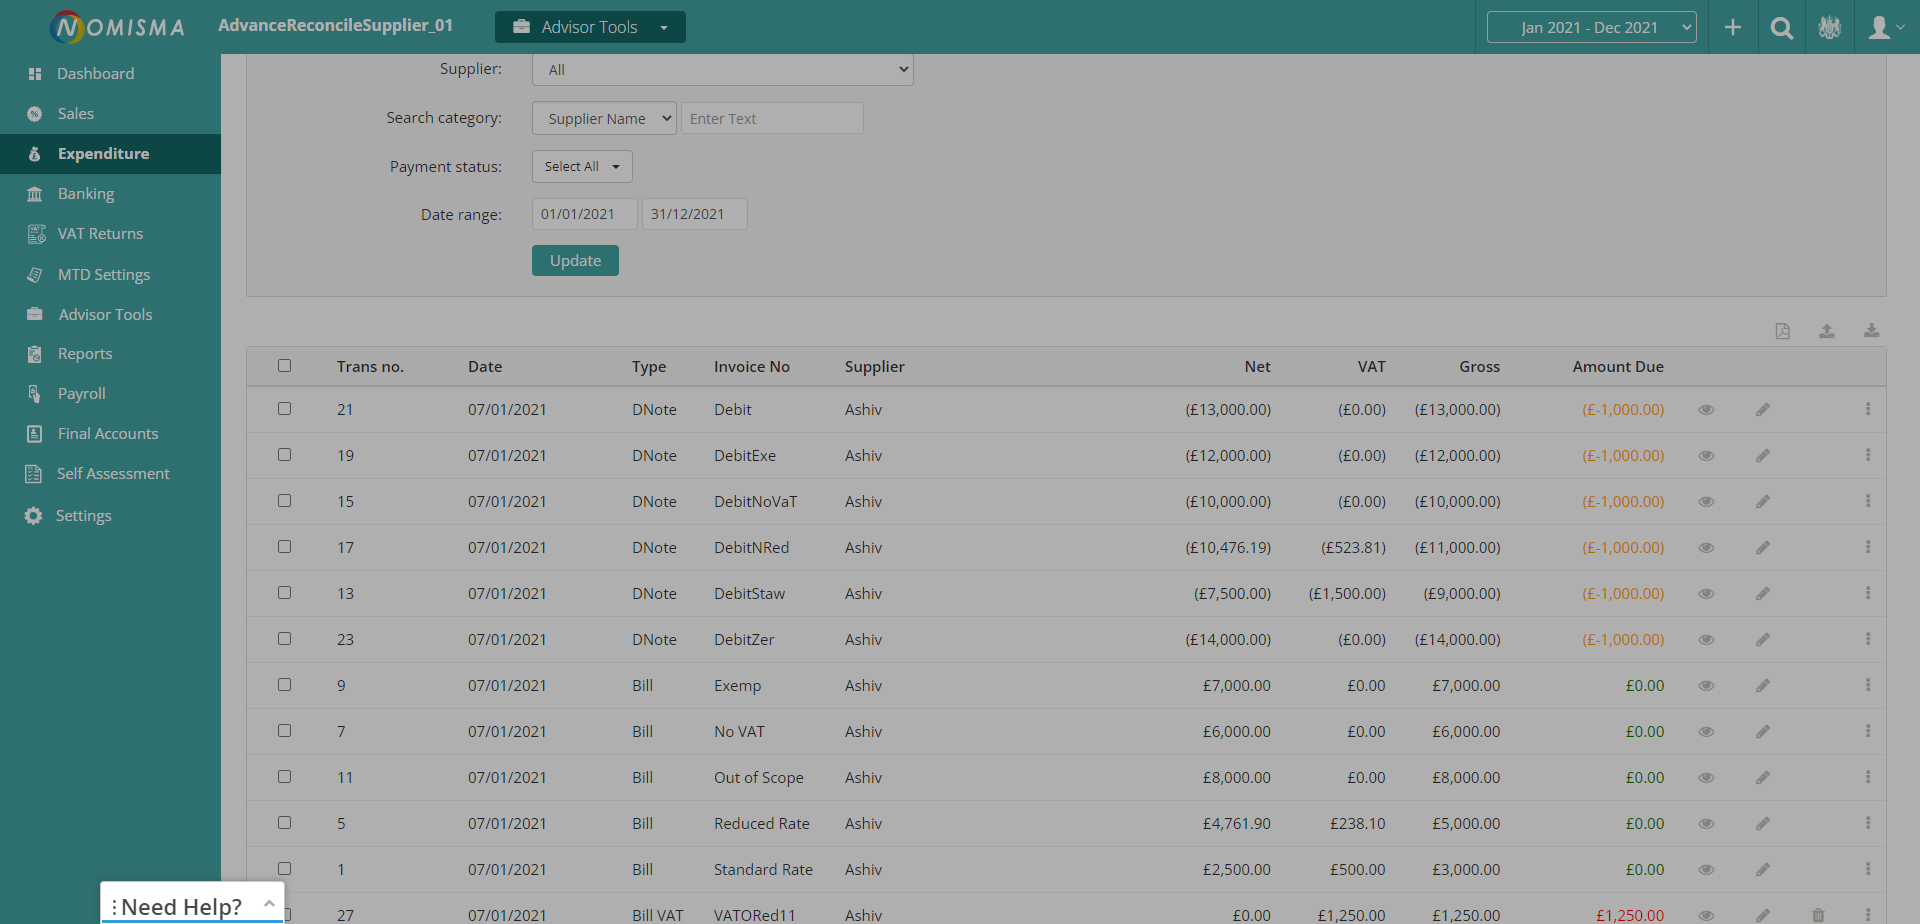 NOMISMA AdvanceReconcileSupplier_01 Advisor Tools Jan 2021 - Dec 2021
Dashboard
Sales
Expenditure
Banking
VAT Returns
MTD Settings
Advisor Tools
Reports
Payroll
Final Accounts
Self Assessment
Settings
Supplier: All
Search category: Supplier Name Enter Text
Payment status: Select All
Date range: 01/01/2021 31/12/2021
Update
Trans no. Date Type Invoice No Supplier Net VAT Gross Amount Due
21 07/01/2021 DNote Debit Ashiv (£13,000.00) (£0.00) (£13,000.00) (£-1,000.00)
19 07/01/2021 DNote DebitExe Ashiv (£12,000.00) (£0.00) (£12,000.00) (£-1,000.00)
15 07/01/2021 DNote DebitNoVaT Ashiv (£10,000.00) (£0.00) (£10,000.00) (£-1,000.00)
17 07/01/2021 DNote DebitNRed Ashiv (£10,476.19) (£523.81) (£11,000.00) (£-1,000.00)
13 07/01/2021 DNote DebitStaw Ashiv (£7,500.00) (£1,500.00) (£9,000.00) (£-1,000.00)
23 07/01/2021 DNote DebitZer Ashiv (£14,000.00) (£0.00) (£14,000.00) (£-1,000.00)
9 07/01/2021 Bill Exemp Ashiv £7,000.00 £0.00 £7,000.00 £0.00
7 07/01/2021 Bill No VAT Ashiv £6,000.00 £0.00 £6,000.00 £0.00
11 07/01/2021 Bill Out of Scope Ashiv £8,000.00 £0.00 £8,000.00 £0.00
5 07/01/2021 Bill Reduced Rate Ashiv £4,761.90 £238.10 £5,000.00 £0.00
1 07/01/2021 Bill Standard Rate Ashiv £2,500.00 £500.00 £3,000.00 £0.00
27 07/01/2021 Bill VAT VATORed11 Ashiv £0.00 £1,250.00 £1,250.00 £1,250.00
Need Help?